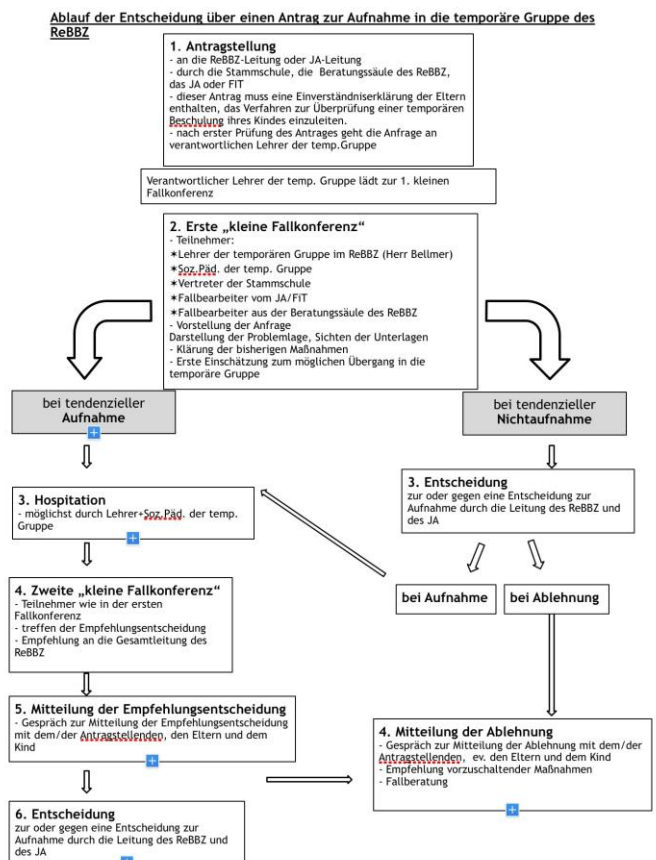 Ablauf der Entscheidung über einen Antrag zur Aufnahme in die temporäre Gruppe des
ReBBZ
1. Antragstellung
- an die ReBBZ-Leitung oder JA-Leitung
- durch die Stammschule, die Beratungssäule des ReBBZ,
das JA oder FIT
- dieser Antrag muss eine Einverständniserklärung der Eltern
enthalten, das Verfahren zur Überprüfung einer temporären
Beschulung ihres Kindes einzuleiten.
- nach erster Prüfung des Antrages geht die Anfrage an
verantwortlichen Lehrer der temp.Gruppe
Verantwortlicher Lehrer der temp. Gruppe lädt zur 1. kleinen
Fallkonferenz
2. Erste „kleine Fallkonferenz“
- Teilnehmer:
✶Lehrer der temporären Gruppe im ReBBZ (Herr Bellmer)
✶Soz.Päd. der temp. Gruppe
✶Vertreter der Stammschule
✶Fallbearbeiter vom JA/FiT
✶Fallbearbeiter aus der Beratungssäule des ReBBZ
- Vorstellung der Anfrage
Darstellung der Problemlage, Sichten der Unterlagen
- Klärung der bisherigen Maßnahmen
- Erste Einschätzung zum möglichen Übergang in die
temporäre Gruppe
bei tendenzieller
Aufnahme
bei tendenzieller
Nichtaufnahme
3. Hospitation
- möglichst durch Lehrer+Soz.Päd. der temp.
Gruppe
3. Entscheidung
zur oder gegen eine Entscheidung zur
Aufnahme durch die Leitung des ReBBZ und
des JA
bei Aufnahme
bei Ablehnung
4. Zweite „kleine Fallkonferenz“
- Teilnehmer wie in der ersten
Fallkonferenz
- treffen der Empfehlungsentscheidung
- Empfehlung an die Gesamtleitung des
ReBBZ
5. Mitteilung der Empfehlungsentscheidung
- Gespräch zur Mitteilung der Empfehlungsentscheidung
mit dem/der Antragstellenden, den Eltern und dem
Kind
4. Mitteilung der Ablehnung
- Gespräch zur Mitteilung der Ablehnung mit dem/der
Antragstellenden, ev. den Eltern und dem Kind
- Empfehlung vorzuschaltender Maßnahmen
- Fallberatung
6. Entscheidung
zur oder gegen eine Entscheidung zur
Aufnahme durch die Leitung des ReBBZ und
des JA